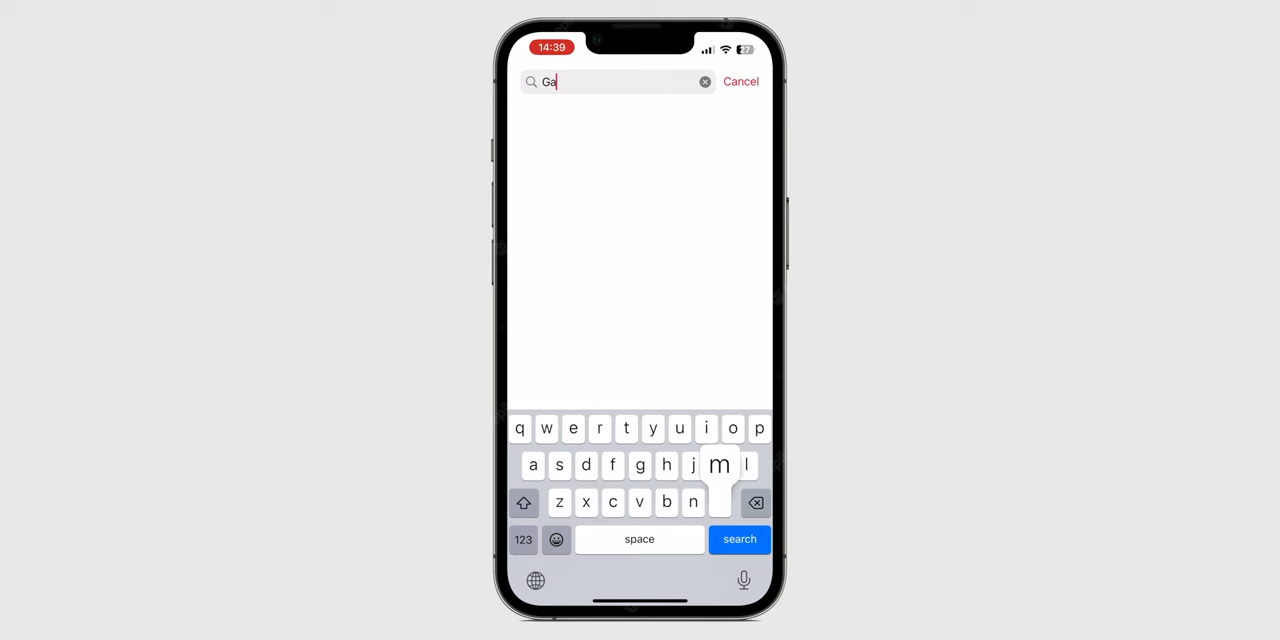 14:39
27
Ga
Cancel
q w e r t y u i o p
a s d f g h j m l
z x c v b n
123
space
search